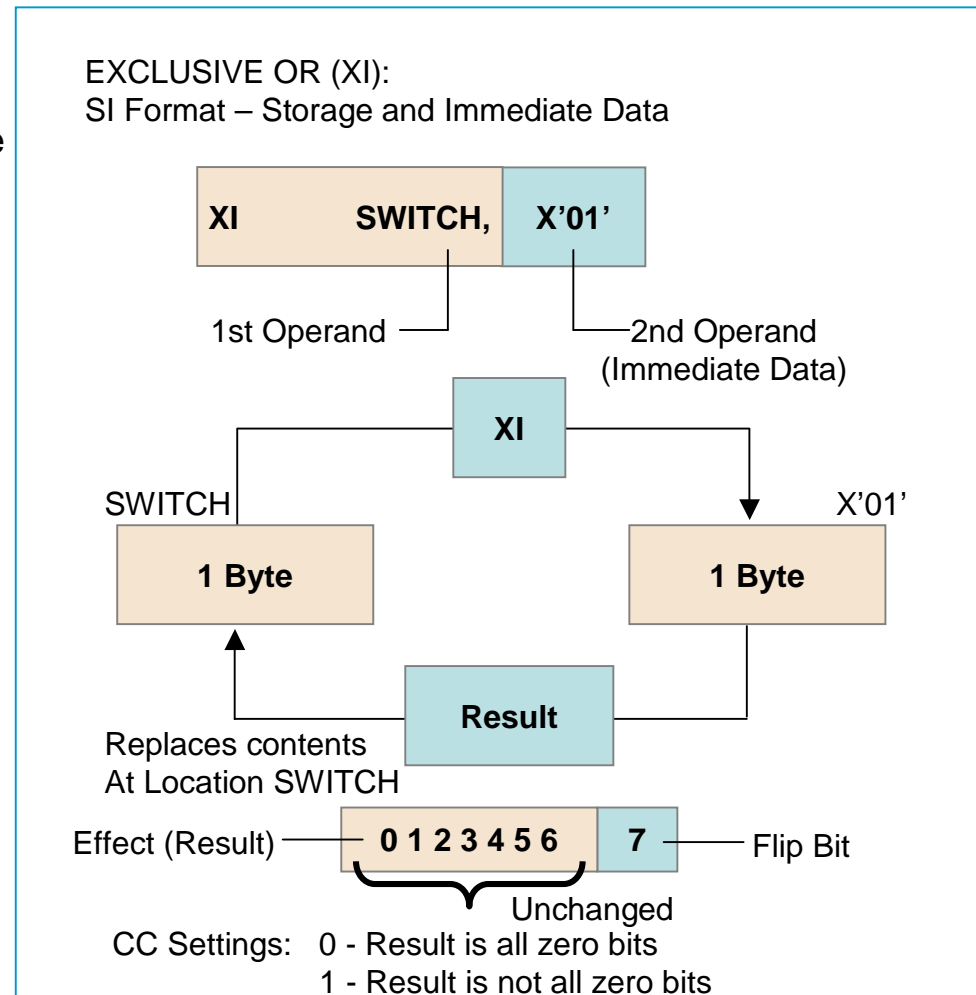 EXCLUSIVE OR (XI):
SI Format – Storage and Immediate Data
e
XI SWITCH, X’01’
1st Operand 2nd Operand
(Immediate Data)
XI
SWITCH X’01’
1 Byte 1 Byte
Result
Replaces contents
At Location SWITCH
Effect (Result) 0 1 2 3 4 5 6 7 Flip Bit
Unchanged
CC Settings: 0 - Result is all zero bits
1 - Result is not all zero bits